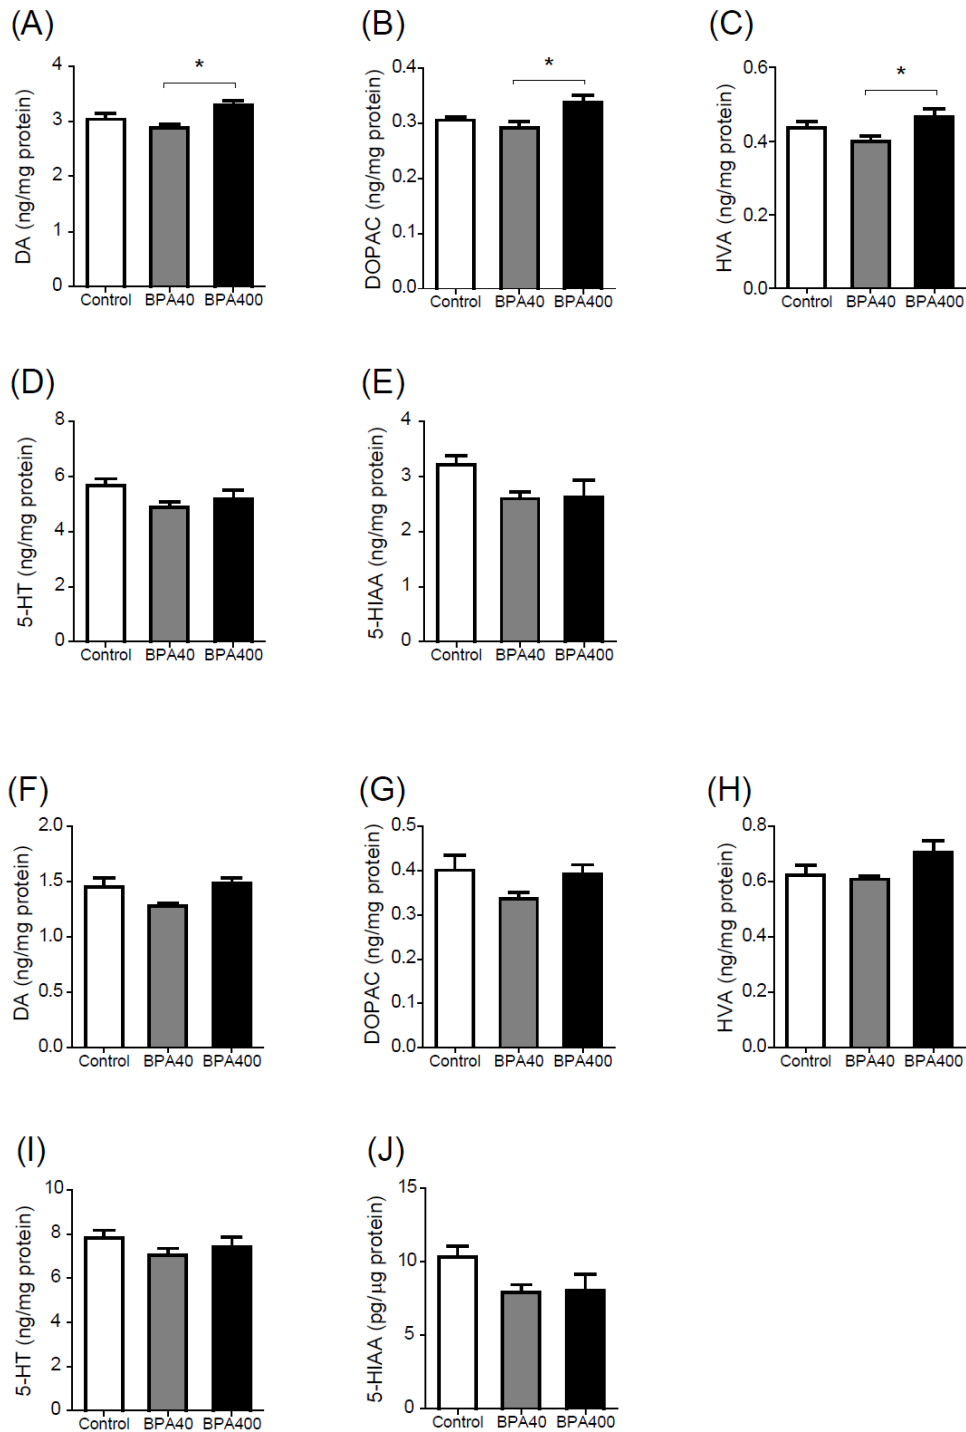 (A)
(B)
(C)
DA (ng/mg protein)
4
3
2
1
0
*
Control BPA40 BPA400
DOPAC (ng/mg protein)
0.4
0.3
0.2
0.1
0.0
*
Control BPA40 BPA400
HVA (ng/mg protein)
0.6
0.4
0.2
0.0
*
Control BPA40 BPA400
(D)
(E)
5-HT (ng/mg protein)
8
6
4
2
0
Control BPA40 BPA400
5-HIAA (ng/mg protein)
4
3
2
1
0
Control BPA40 BPA400
(F)
(G)
(H)
DA (ng/mg protein)
2.0
1.5
1.0
0.5
0.0
Control BPA40 BPA400
DOPAC (ng/mg protein)
0.5
0.4
0.3
0.2
0.1
0.0
Control BPA40 BPA400
HVA (ng/mg protein)
0.8
0.6
0.4
0.2
0.0
Control BPA40 BPA400
(I)
(J)
5-HT (ng/mg protein)
10
8
6
4
2
0
Control BPA40 BPA400
5-HIAA (pg/μg protein)
15
10
5
0
Control BPA40 BPA400